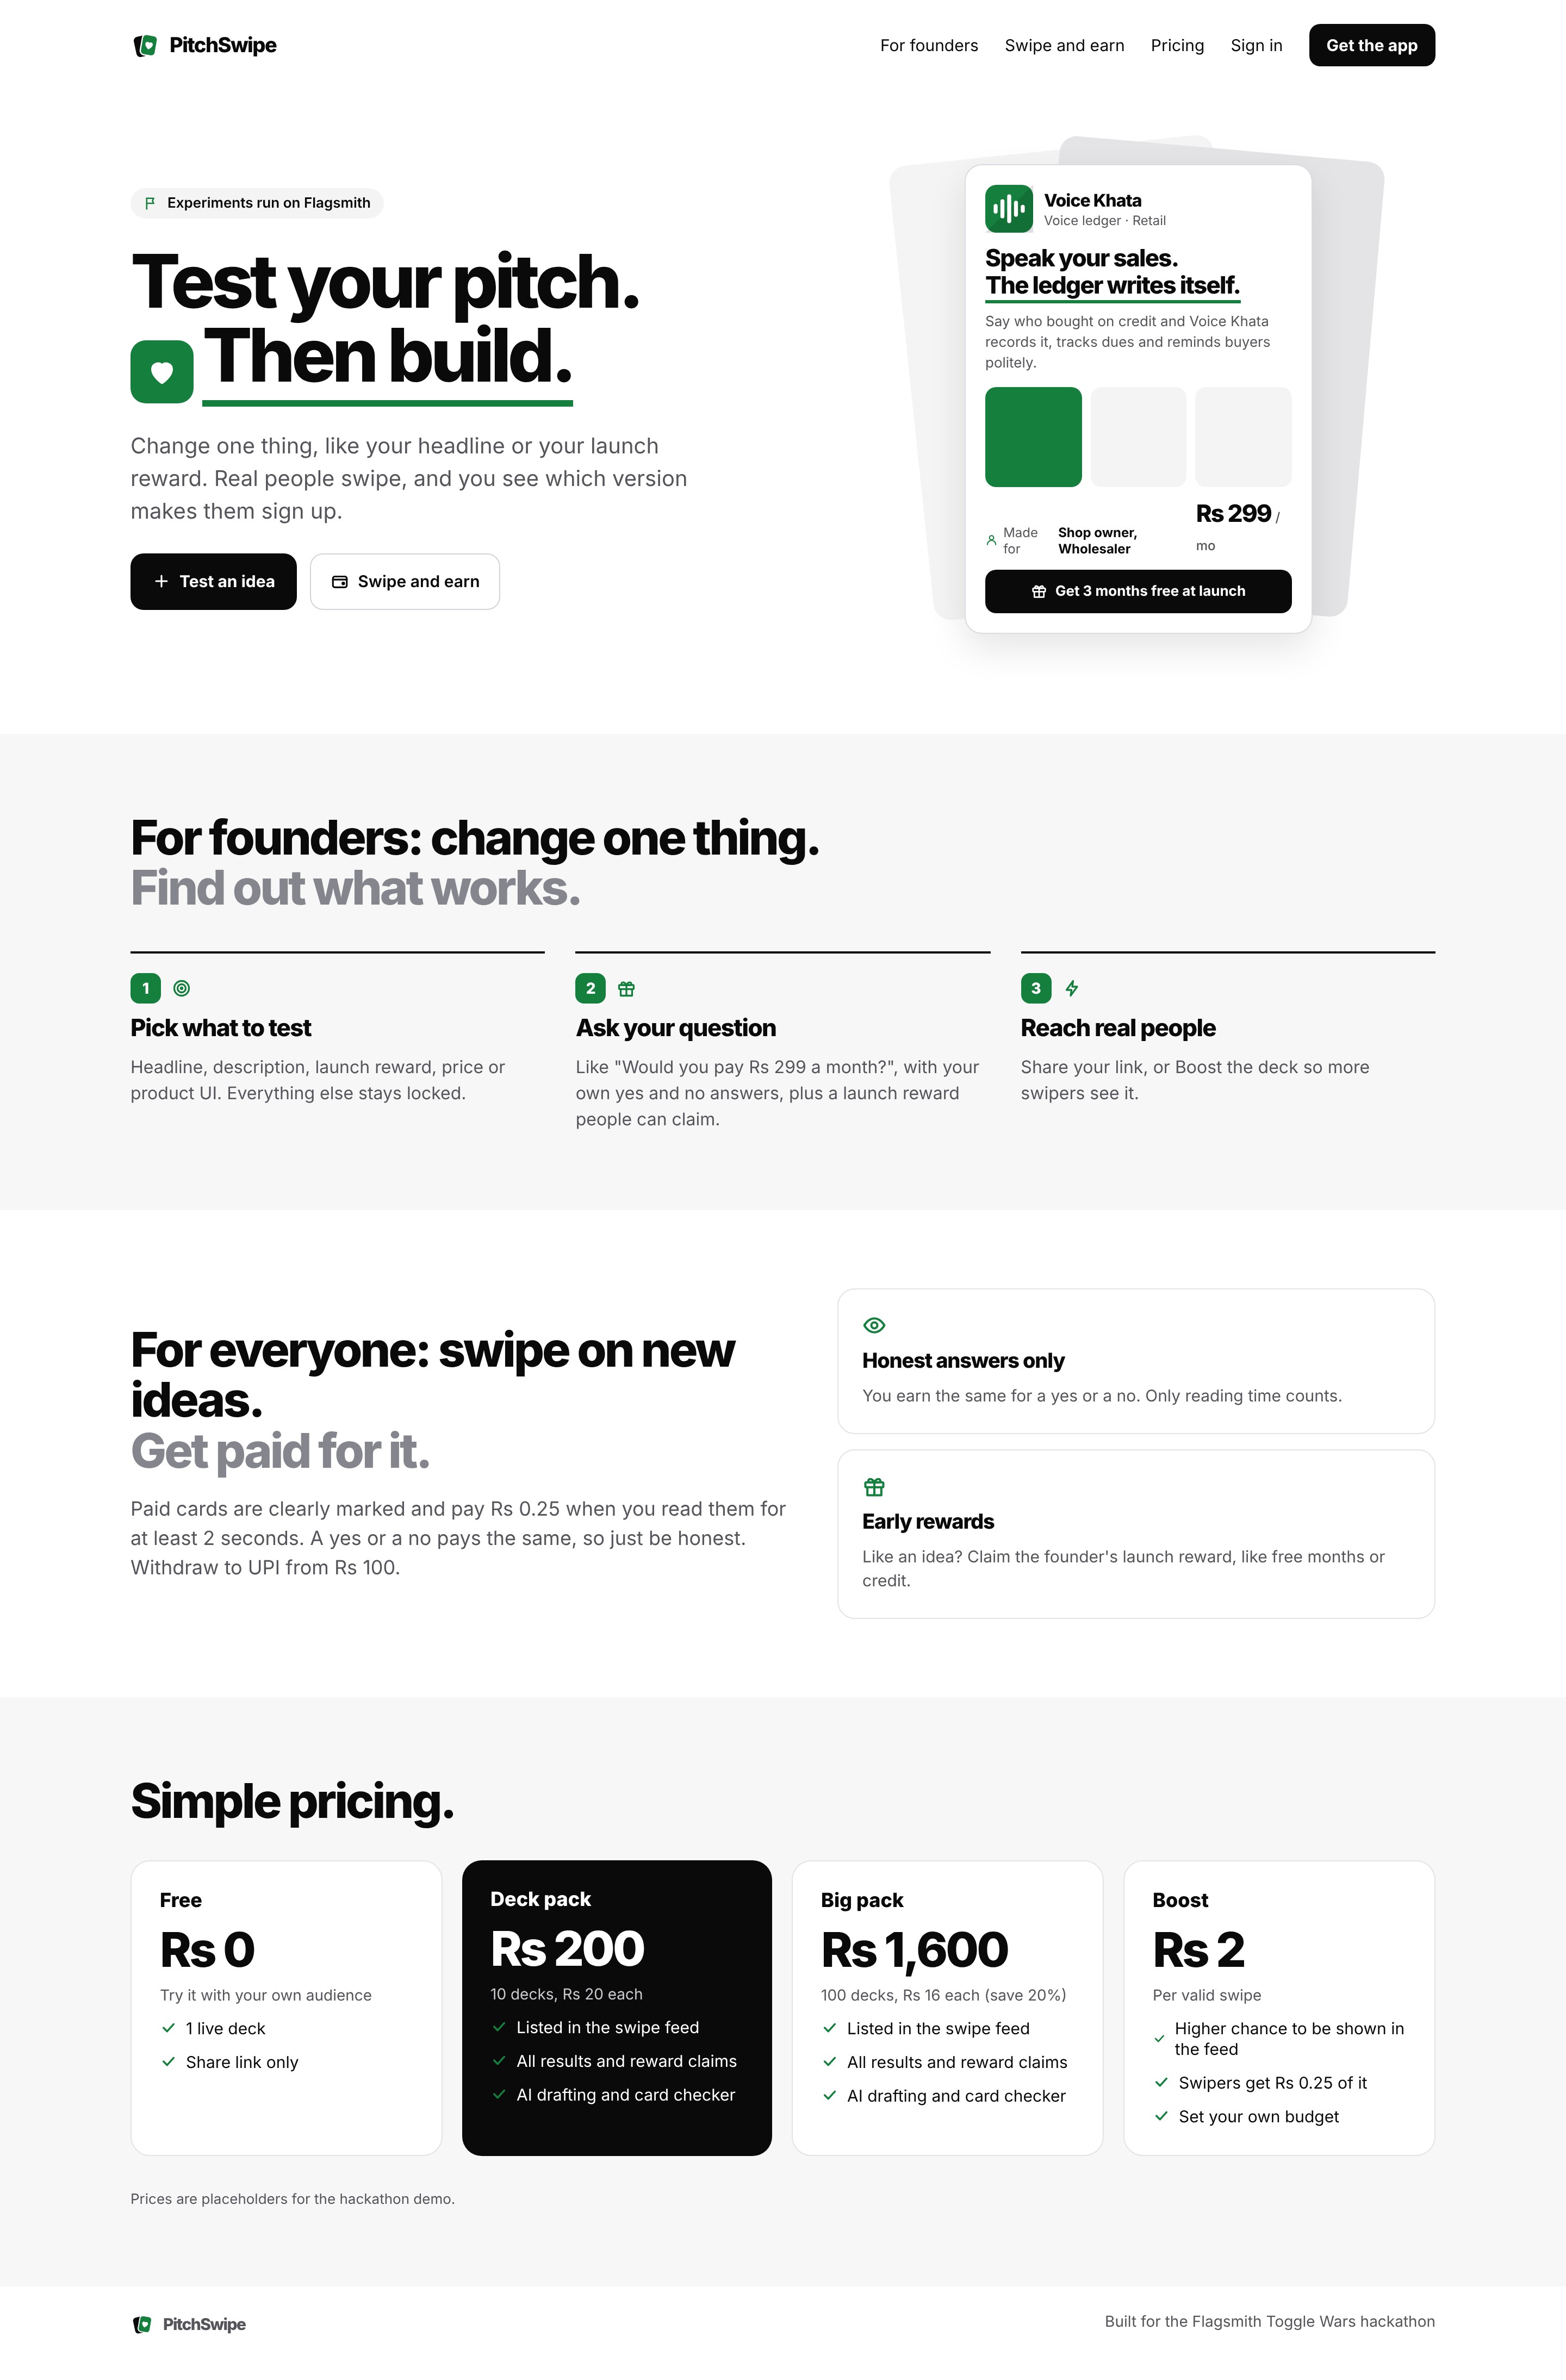 PitchSwipe
For founders
Swipe and earn
Pricing
Sign in
Get the app
Experiments run on Flagsmith
Test your pitch.
Then build.
Change one thing, like your headline or your launch
reward. Real people swipe, and you see which version
makes them sign up.
Test an idea
Swipe and earn
Voice Khata
Voice ledger · Retail
Speak your sales.
The ledger writes itself.
Say who bought on credit and Voice Khata
records it, tracks dues and reminds buyers
politely.
Made
for
Shop owner,
Wholesaler
Rs 299 /
mo
Get 3 months free at launch
For founders: change one thing.
Find out what works.
1
Pick what to test
Headline, description, launch reward, price or
product UI. Everything else stays locked.
2
Ask your question
Like "Would you pay Rs 299 a month?", with your
own yes and no answers, plus a launch reward
people can claim.
3
Reach real people
Share your link, or Boost the deck so more
swipers see it.
For everyone: swipe on new
ideas.
Get paid for it.
Paid cards are clearly marked and pay Rs 0.25 when you read them for
at least 2 seconds. A yes or a no pays the same, so just be honest.
Withdraw to UPI from Rs 100.
Honest answers only
You earn the same for a yes or a no. Only reading time counts.
Early rewards
Like an idea? Claim the founder's launch reward, like free months or
credit.
Simple pricing.
Free
Rs 0
Try it with your own audience
1 live deck
Share link only
Deck pack
Rs 200
10 decks, Rs 20 each
Listed in the swipe feed
All results and reward claims
AI drafting and card checker
Big pack
Rs 1,600
100 decks, Rs 16 each (save 20%)
Listed in the swipe feed
All results and reward claims
AI drafting and card checker
Boost
Rs 2
Per valid swipe
Higher chance to be shown in
the feed
Swipers get Rs 0.25 of it
Set your own budget
Prices are placeholders for the hackathon demo.
PitchSwipe
Built for the Flagsmith Toggle Wars hackathon